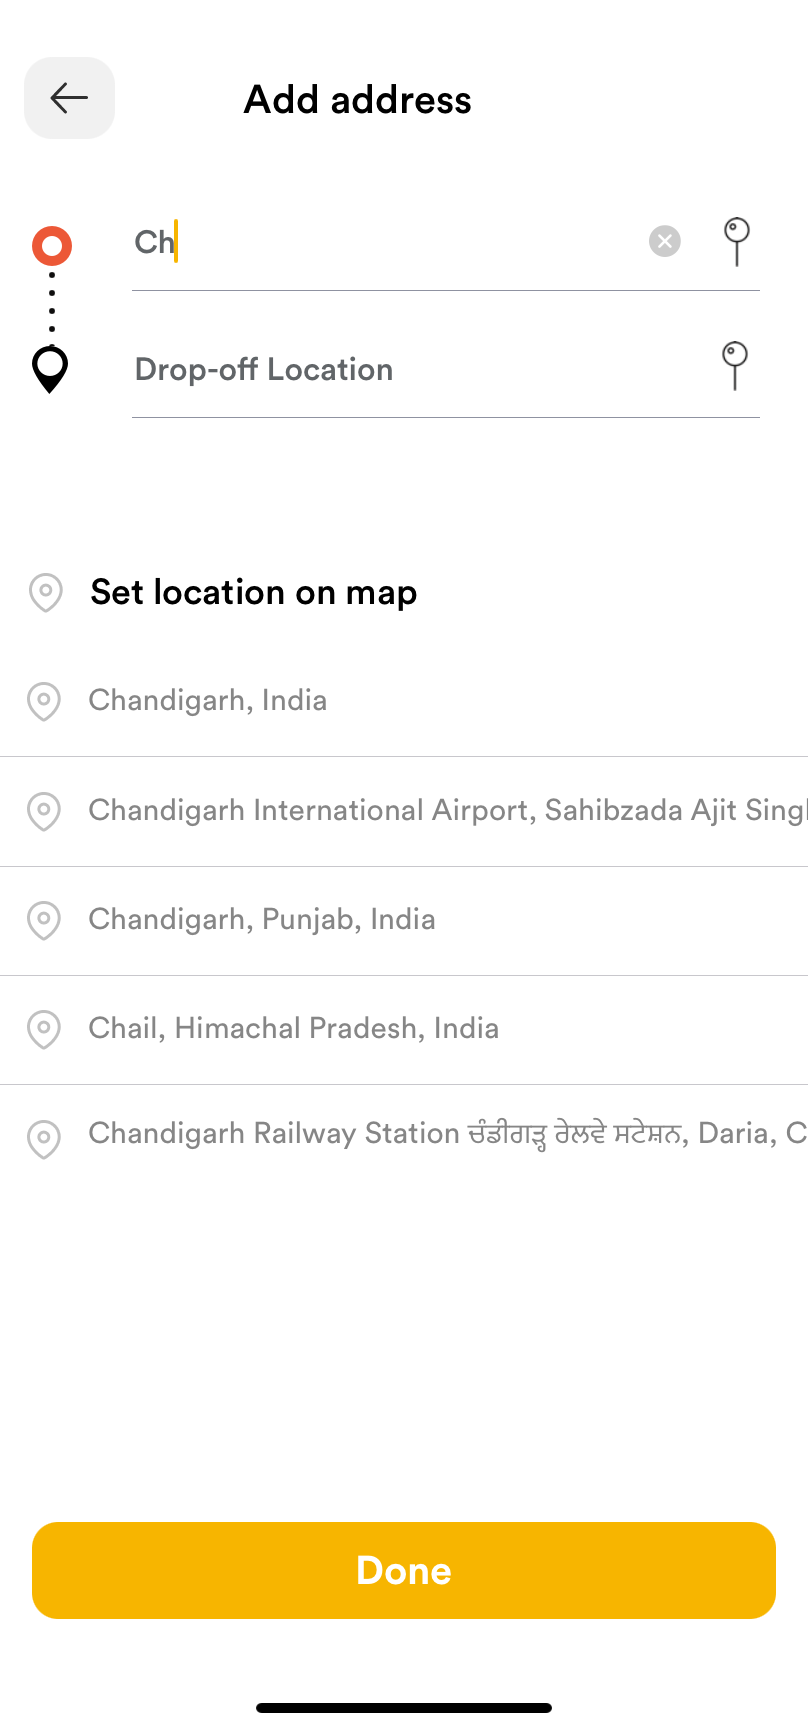 Add address
Ch
Drop-off Location
Set location on map
Chandigarh, India
Chandigarh International Airport, Sahibzada Ajit Singh
Chandigarh, Punjab, India
Chail, Himachal Pradesh, India
Chandigarh Railway Station ਚੰਡੀਗੜ੍ਹ ਰੇਲਵੇ ਸਟੇਸ਼ਨ, Daria, C
Done